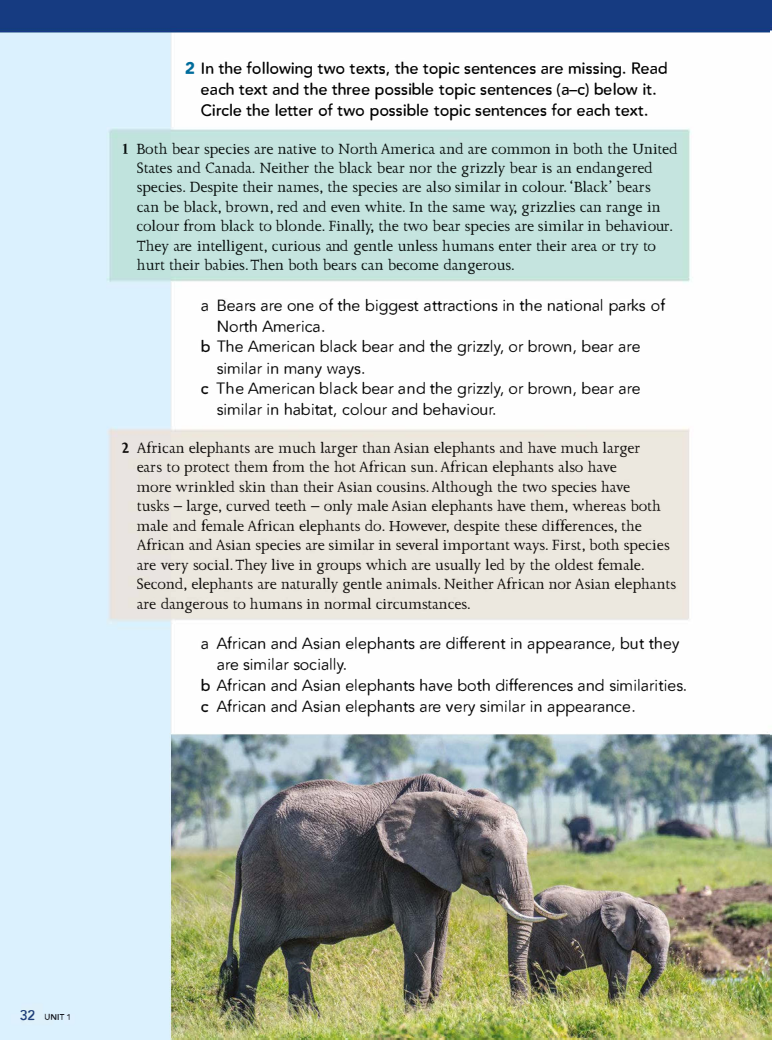 2 In the following two texts, the topic sentences are missing. Read
each text and the three possible topic sentences (a–c) below it.
Circle the letter of two possible topic sentences for each text.
1 Both bear species are native to North America and are common in both the United
States and Canada. Neither the black bear nor the grizzly bear is an endangered
species. Despite their names, the species are also similar in colour. ‘Black’ bears
can be black, brown, red and even white. In the same way, grizzlies can range in
colour from black to blonde. Finally, the two bear species are similar in behaviour.
They are intelligent, curious and gentle unless humans enter their area or try to
hurt their babies. Then both bears can become dangerous.
a Bears are one of the biggest attractions in the national parks of
North America.
b The American black bear and the grizzly, or brown, bear are
similar in many ways.
c The American black bear and the grizzly, or brown, bear are
similar in habitat, colour and behaviour.
2 African elephants are much larger than Asian elephants and have much larger
ears to protect them from the hot African sun. African elephants also have
more wrinkled skin than their Asian cousins. Although the two species have
tusks – large, curved teeth – only male Asian elephants have them, whereas both
male and female African elephants do. However, despite these differences, the
African and Asian species are similar in several important ways. First, both species
are very social. They live in groups which are usually led by the oldest female.
Second, elephants are naturally gentle animals. Neither African nor Asian elephants
are dangerous to humans in normal circumstances.
a African and Asian elephants are different in appearance, but they
are similar socially.
b African and Asian elephants have both differences and similarities.
c African and Asian elephants are very similar in appearance.
32 UNIT 1